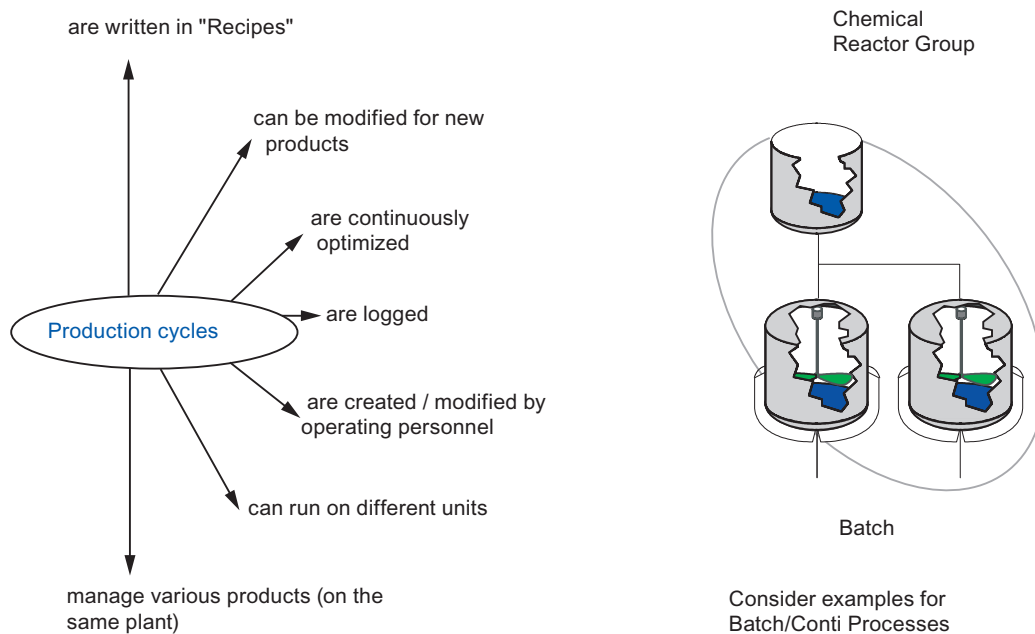 are written in "Recipes"
can be modified for new
products
are continuously
optimized
Production cycles
are logged
are created / modified by
operating personnel
can run on different units
manage various products (on the
same plant)
Chemical
Reactor Group
Batch
Consider examples for
Batch/Conti Processes